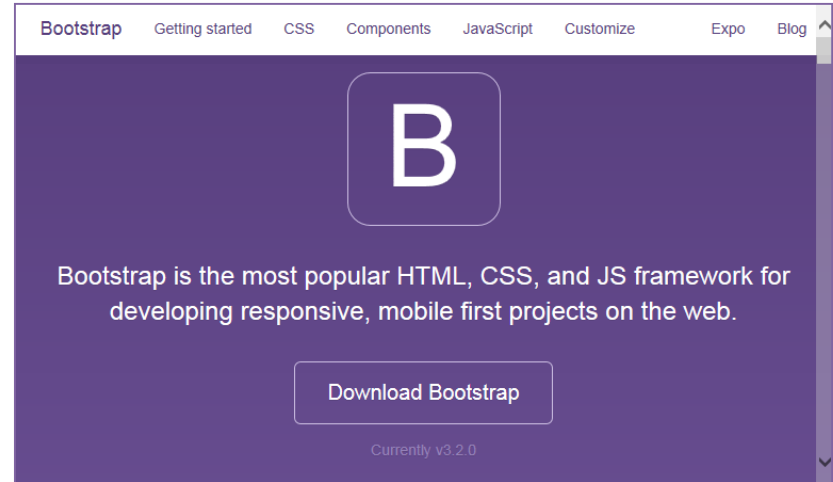 Bootstrap Getting started CSS Components JavaScript Customize Expo Blog
B
Bootstrap is the most popular HTML, CSS, and JS framework for
developing responsive, mobile first projects on the web.
Download Bootstrap
Currently v3.2.0